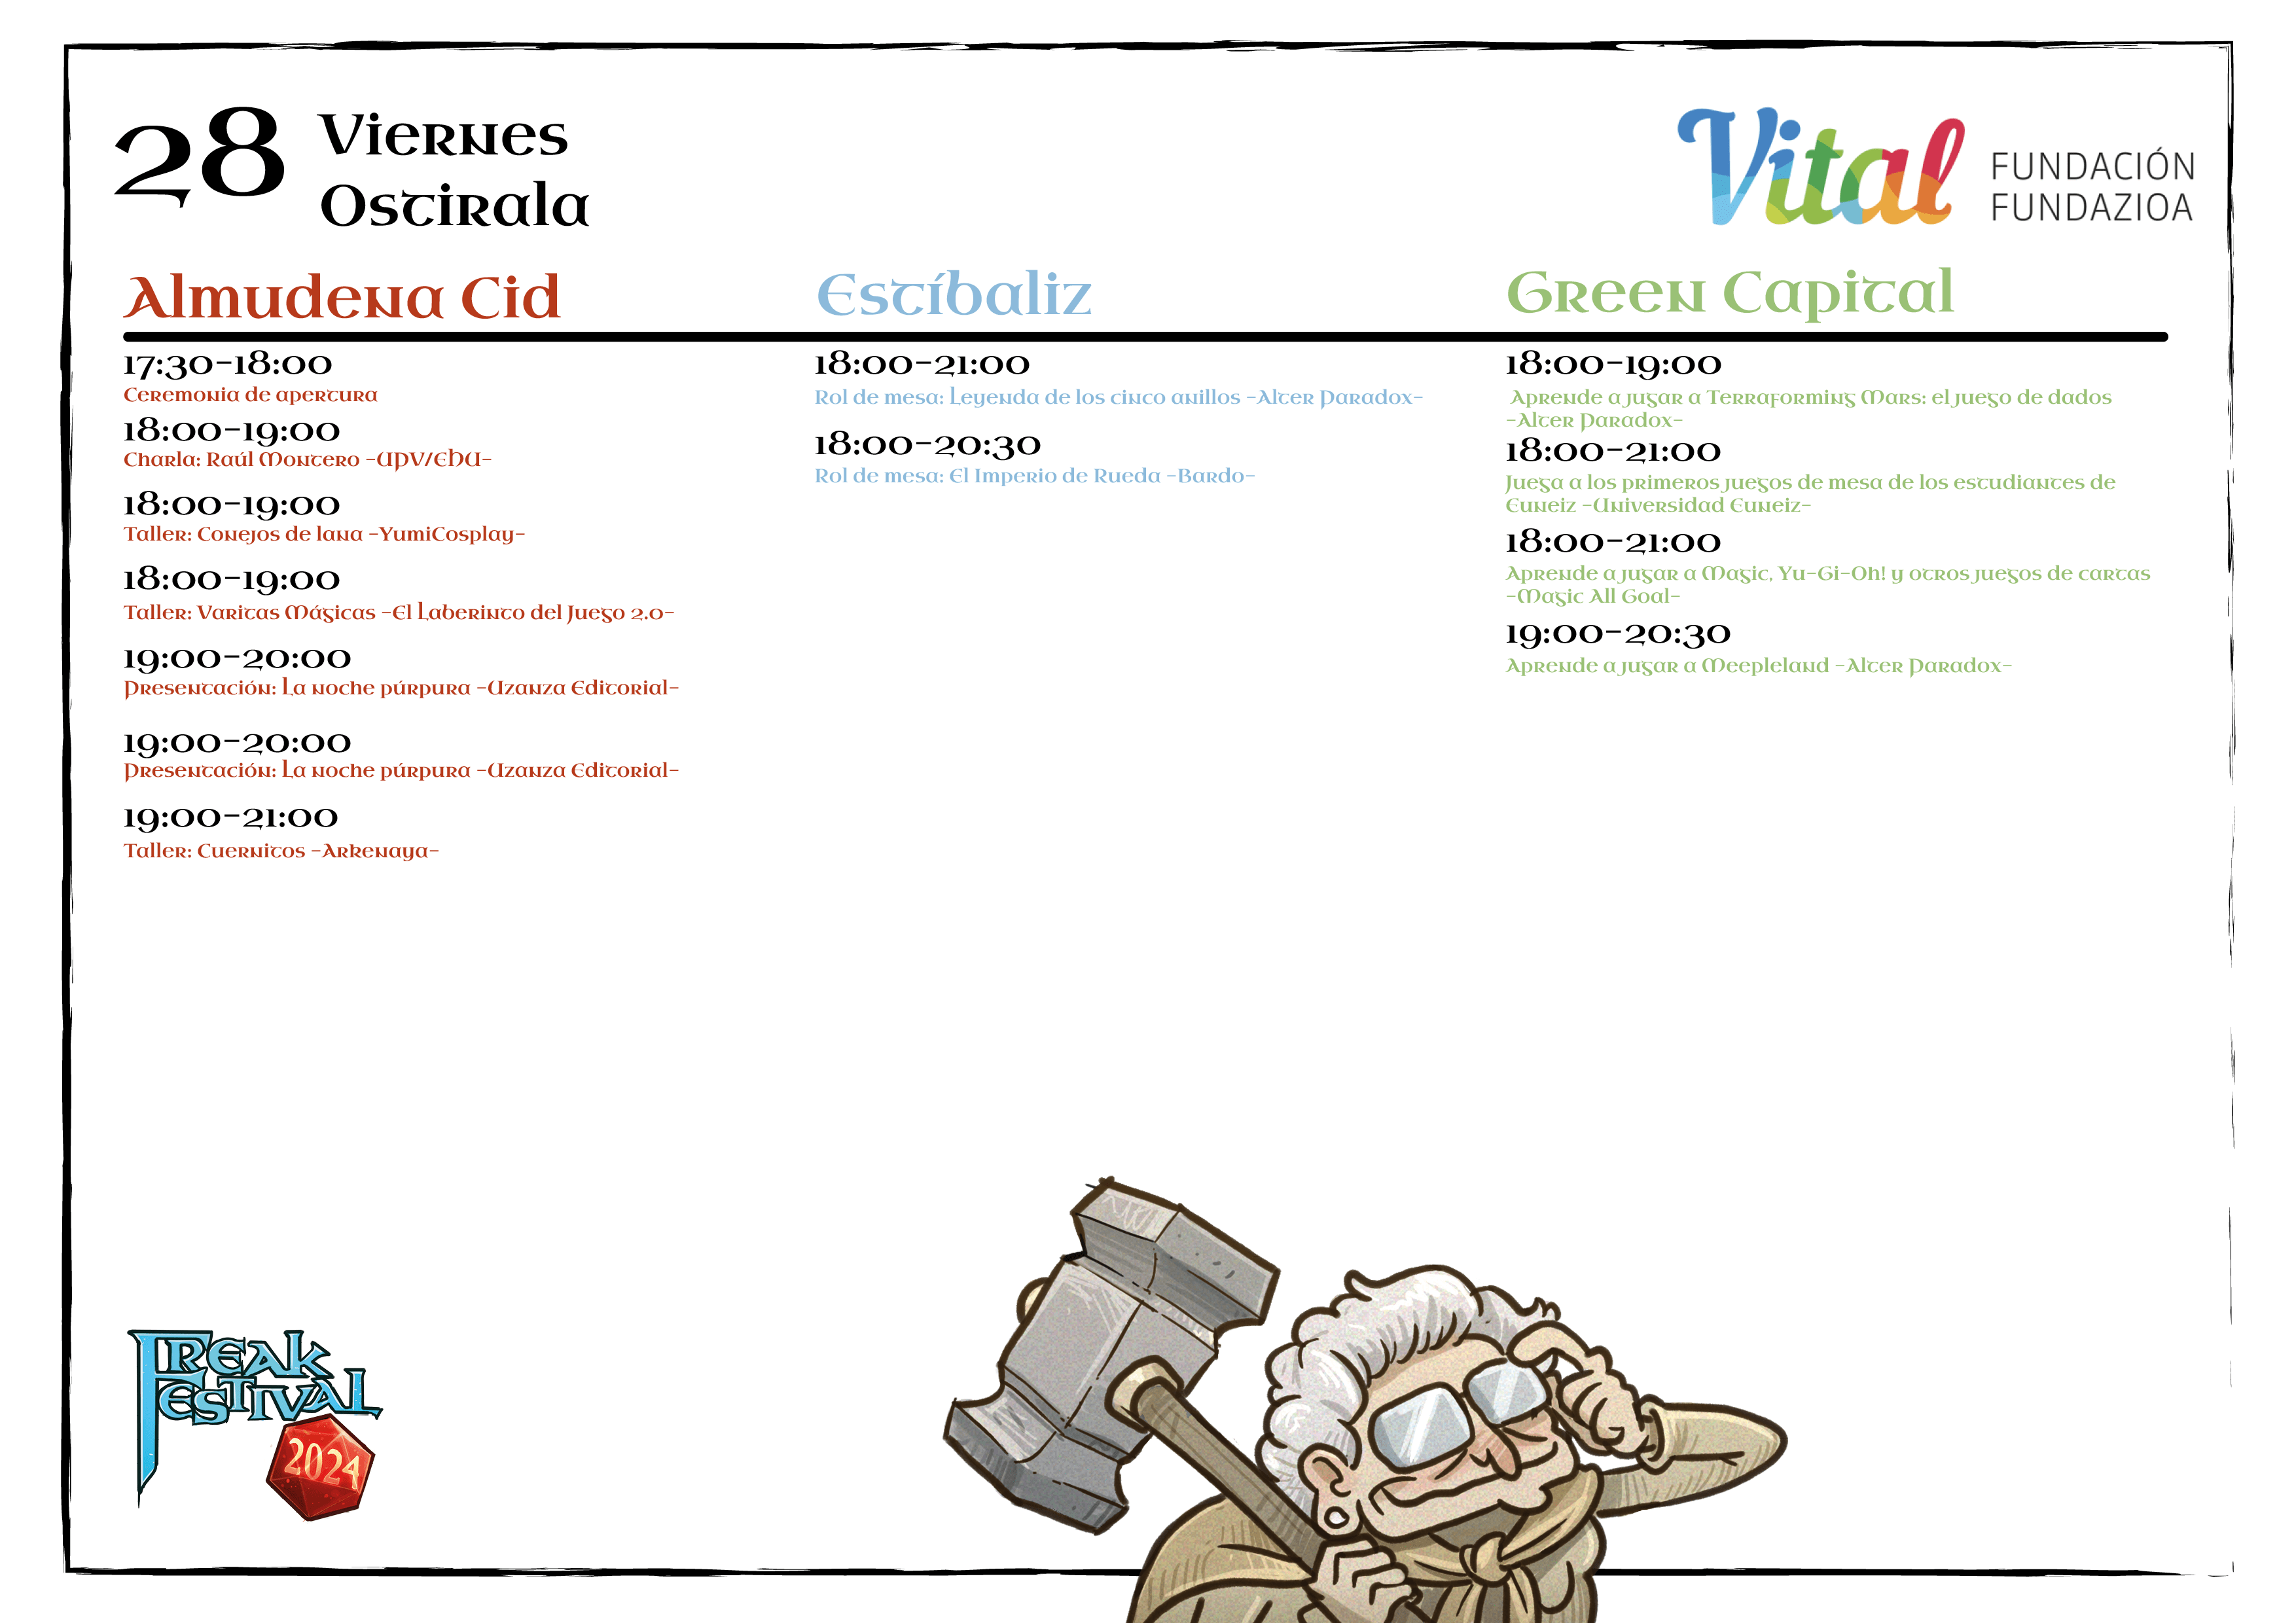 28
Viernes
Ostirala
Vital
FUNDACIÓN
FUNDAZIOA
Almudena Cid
17:30-18:00
Ceremonia de apertura
18:00-19:00
Charla: Raúl Montero -UPV/EHU-
18:00-19:00
Taller: Conejos de lana -YumiCosplay-
18:00-19:00
Taller: Varitas Mágicas -El Laberinto del Juego 2.0-
19:00-20:00
Presentación: La noche púrpura -Uzanza Editorial-
19:00-20:00
Presentación: La noche púrpura -Uzanza Editorial-
19:00-21:00
Taller: Cuernitos -Arkenaya-
Estíbaliz
18:00-21:00
Rol de mesa: Leyenda de los cinco anillos -Alter Paradox-
18:00-20:30
Rol de mesa: El Imperio de Rueda -Bardo-
Green Capital
18:00-19:00
Aprende a jugar a Terraforming Mars: el juego de dados
-Alter Paradox-
18:00-21:00
Juega a los primeros juegos de mesa de los estudiantes de
Euneiz -Universidad Euneiz-
18:00-21:00
Aprende a jugar a Magic, Yu-Gi-Oh! y otros juegos de cartas
-Magic All Goal-
19:00-20:30
Aprende a jugar a Meepleland -Alter Paradox-
Freak
Festival
2024